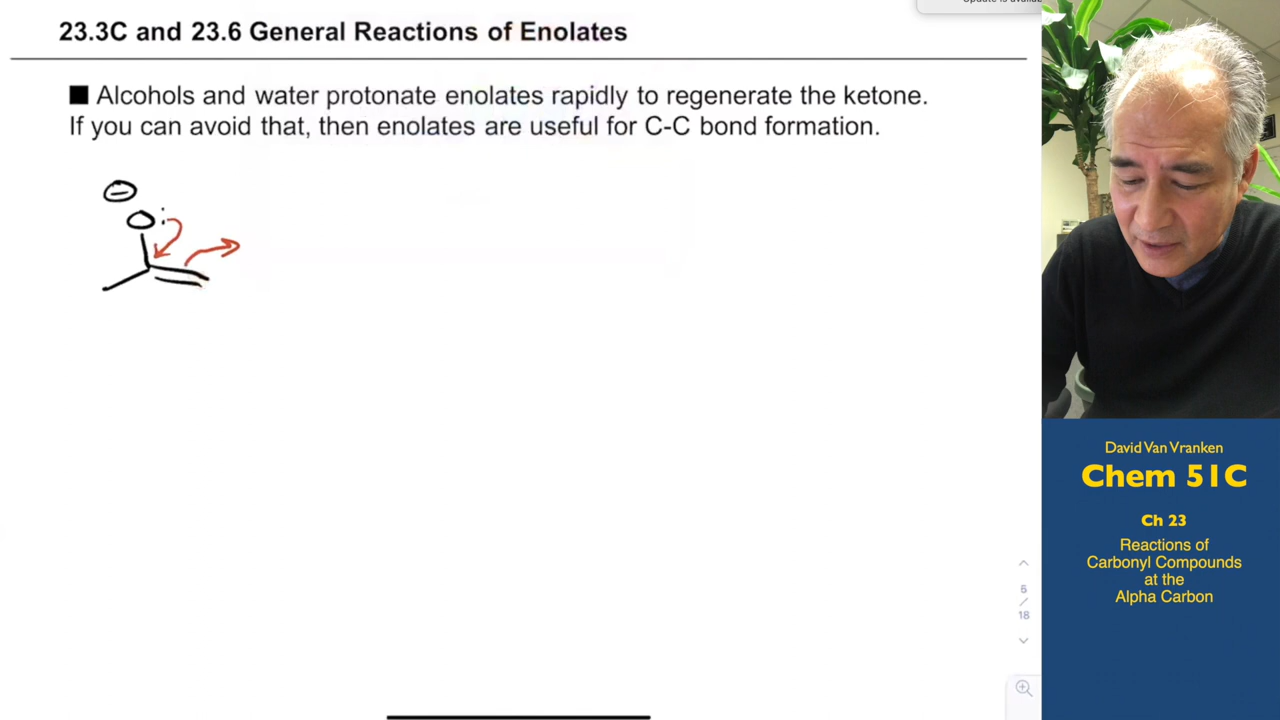 23.3C and 23.6 General Reactions of Enolates
■ Alcohols and water protonate enolates rapidly to regenerate the ketone.
If you can avoid that, then enolates are useful for C-C bond formation.
⊖
O:
5
/
18
David Van Vranken
Chem 51C
Ch 23
Reactions of
Carbonyl Compounds
at the
Alpha Carbon